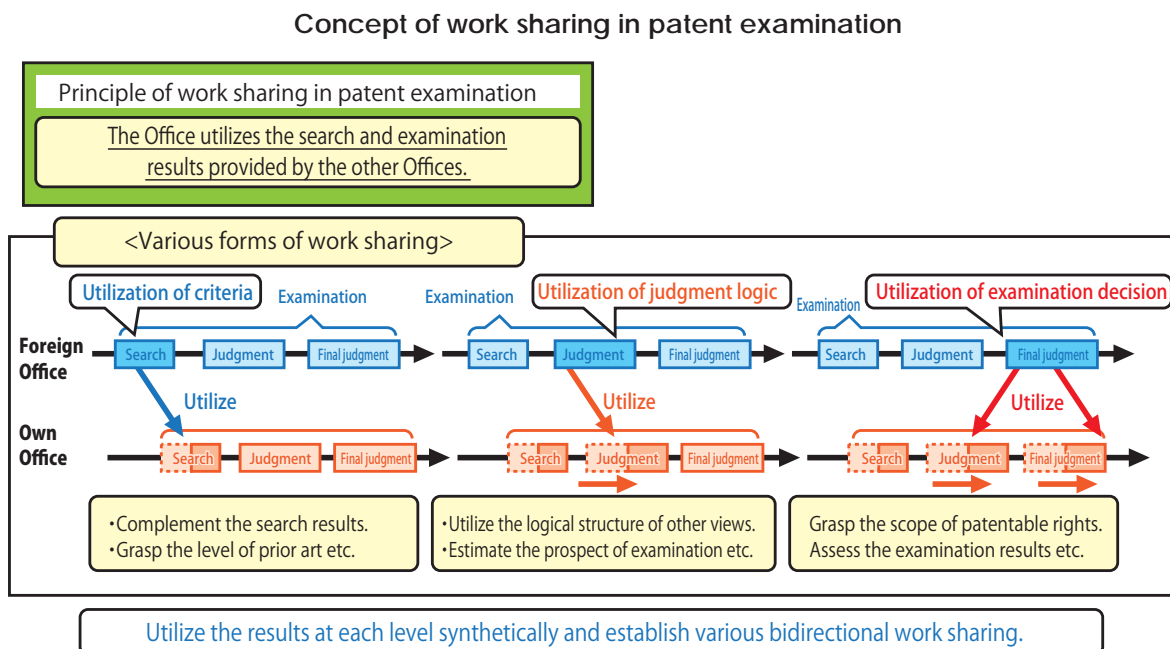 Concept of work sharing in patent examination
Principle of work sharing in patent examination
The Office utilizes the search and examination
results provided by the other Offices.
<Various forms of work sharing>
Utilization of criteria
Examination
Examination
Utilization of judgment logic
Examination
Utilization of examination decision
Foreign
Office
Search
Judgment
Final judgment
Search
Judgment
Final judgment
Search
Judgment
Final judgment
Utilize
Utilize
Utilize
Own
Office
Search
Judgment
Final judgment
Search
Judgment
Final judgment
Search
Judgment
Final judgment
・Complement the search results.
・Grasp the level of prior art etc.
・Utilize the logical structure of other views.
・Estimate the prospect of examination etc.
Grasp the scope of patentable rights.
Assess the examination results etc.
Utilize the results at each level synthetically and establish various bidirectional work sharing.